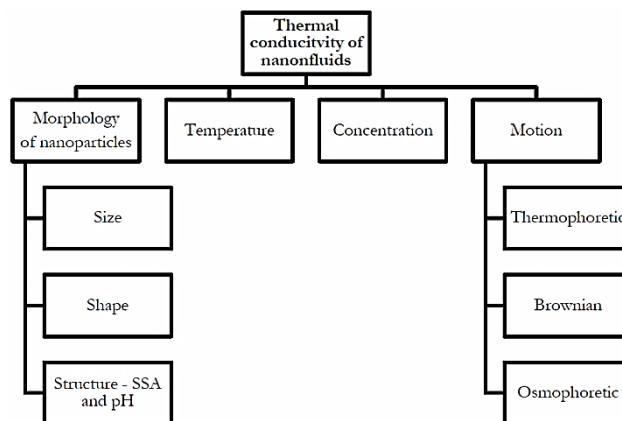 Thermal
conducitvity of
nanonfluids
Morphology
of nanoparticles
Temperature
Concentration
Motion
Size
Shape
Structure - SSA
and pH
Thermophoretic
Brownian
Osmophoretic